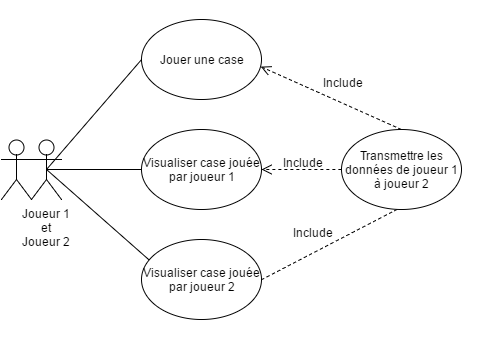 Jouer une case
Include
Visualiser case jouée
par joueur 1
Include
Transmettre les
données de joueur 1
à joueur 2
Joueur 1
et
Joueur 2
Include
Visualiser case jouée
par joueur 2